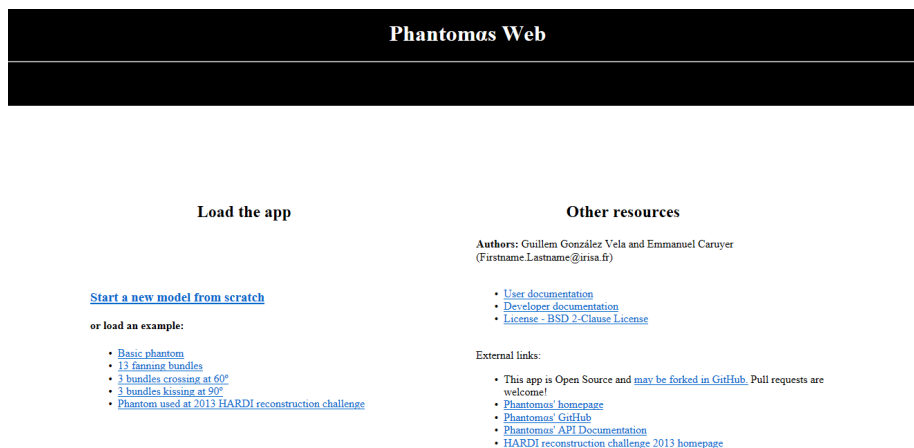 Phantomαs Web
Load the app
Start a new model from scratch
or load an example:
• Basic phantom
• 13 fanning bundles
• 3 bundles crossing at 60º
• 3 bundles kissing at 90º
• Phantom used at 2013 HARDI reconstruction challenge
Other resources
Authors: Guillem González Vela and Emmanuel Caruyer
(Firstname.Lastname@irisa.fr)
• User documentation
• Developer documentation
• License - BSD 2-Clause License
External links:
• This app is Open Source and may be forked in GitHub. Pull requests are
welcome!
• Phantomαs' homepage
• Phantomαs' GitHub
• Phantomαs' API Documentation
• HARDI reconstruction challenge 2013 homepage